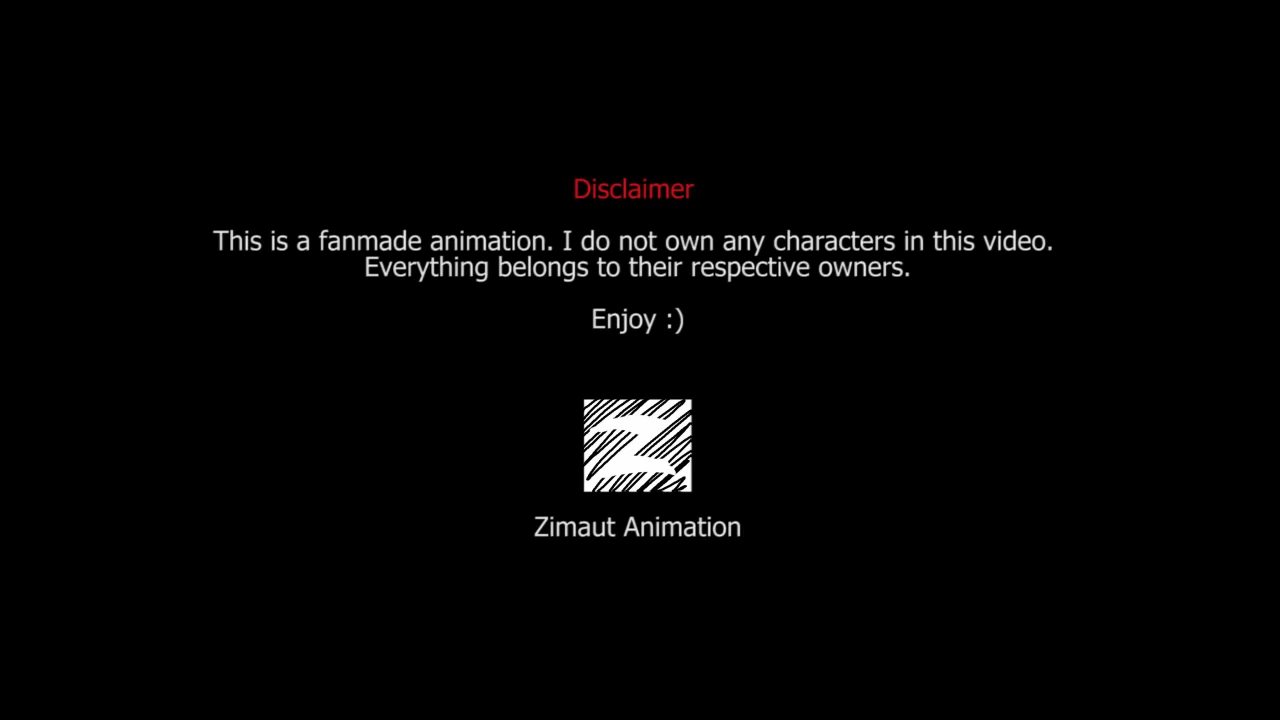 Disclaimer
This is a fanmade animation. I do not own any characters in this video.
Everything belongs to their respective owners.
Enjoy :)
Z
Zimaut Animation